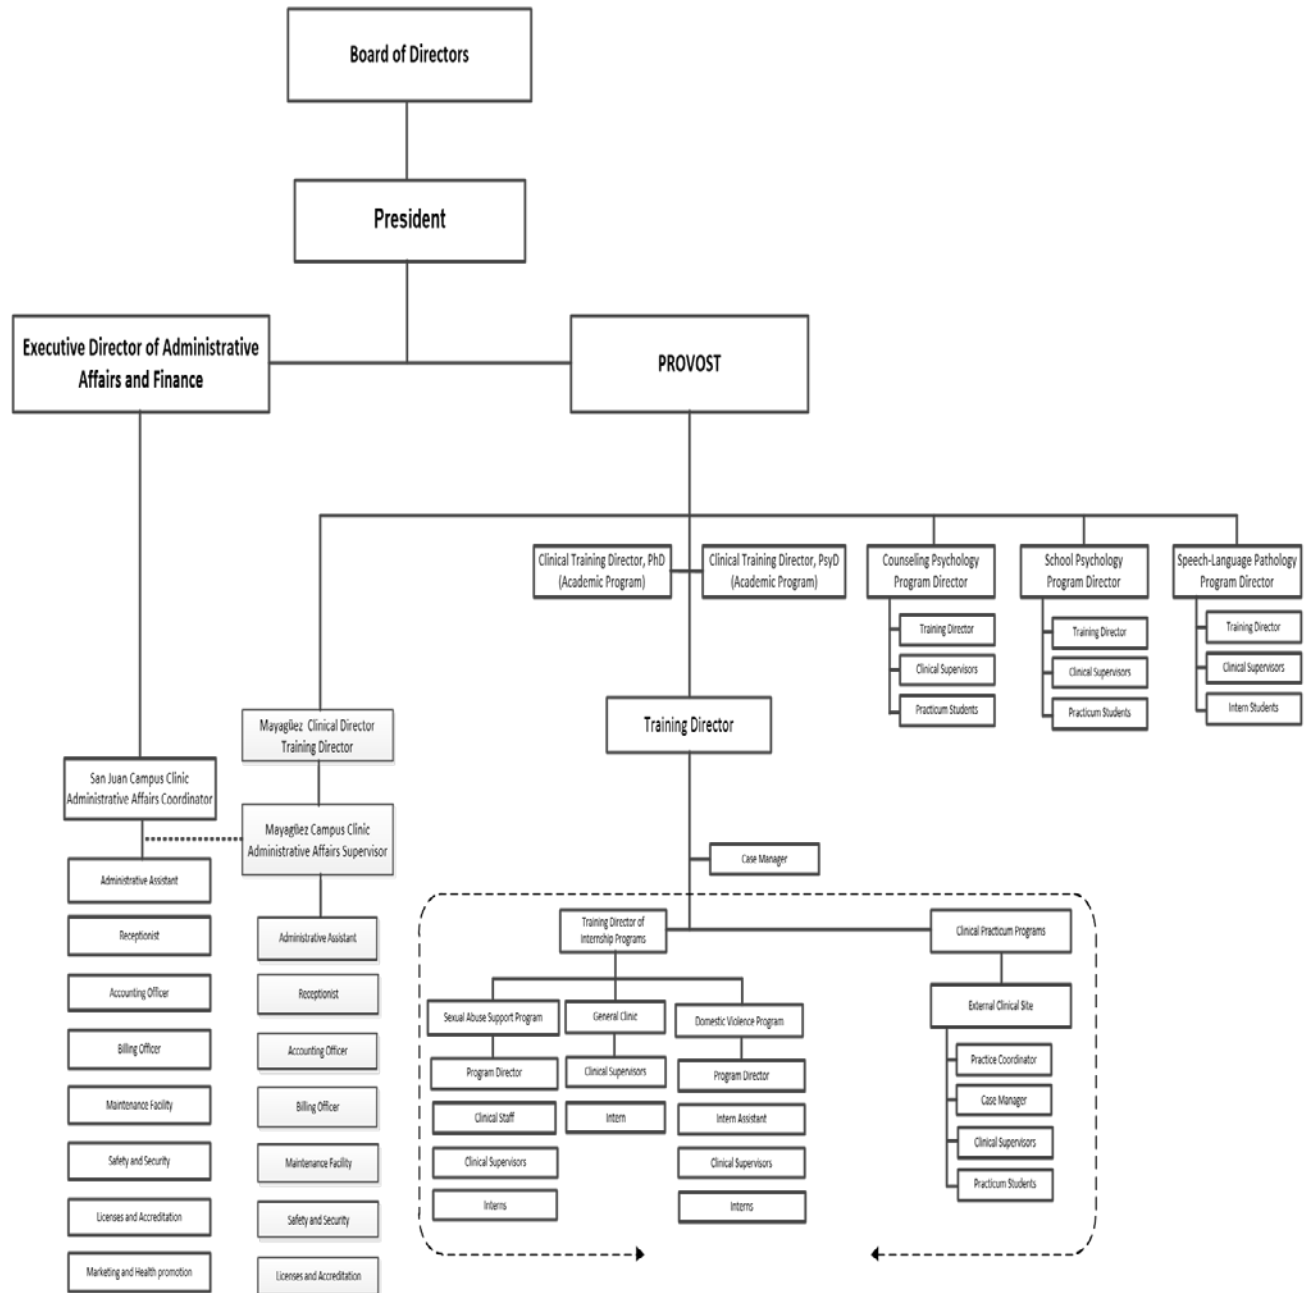 Board of Directors
President
Executive Director of Administrative
Affairs and Finance
PROVOST
Clinical Training Director, PhD
(Academic Program)
Clinical Training Director, PsyD
(Academic Program)
Counseling Psychology
Program Director
Training Director
Clinical Supervisors
Practicum Students
School Psychology
Program Director
Training Director
Clinical Supervisors
Practicum Students
Speech-Language Pathology
Program Director
Training Director
Clinical Supervisors
Intern Students
Training Director
Mayagüez Clinical Director
Training Director
San Juan Campus Clinic
Administrative Affairs Coordinator
Mayagüez Campus Clinic
Administrative Affairs Supervisor
Case Manager
Administrative Assistant
Receptionist
Accounting Officer
Billing Officer
Maintenance Facility
Safety and Security
Licenses and Accreditation
Marketing and Health promotion
Administrative Assistant
Receptionist
Accounting Officer
Billing Officer
Maintenance Facility
Safety and Security
Licenses and Accreditation
Training Director of
Internship Programs
Clinical Practicum Programs
Sexual Abuse Support Program
Program Director
Clinical Staff
Clinical Supervisors
Interns
General Clinic
Clinical Supervisors
Intern
Domestic Violence Program
Program Director
Intern Assistant
Clinical Supervisors
Interns
External Clinical Site
Practice Coordinator
Case Manager
Clinical Supervisors
Practicum Students